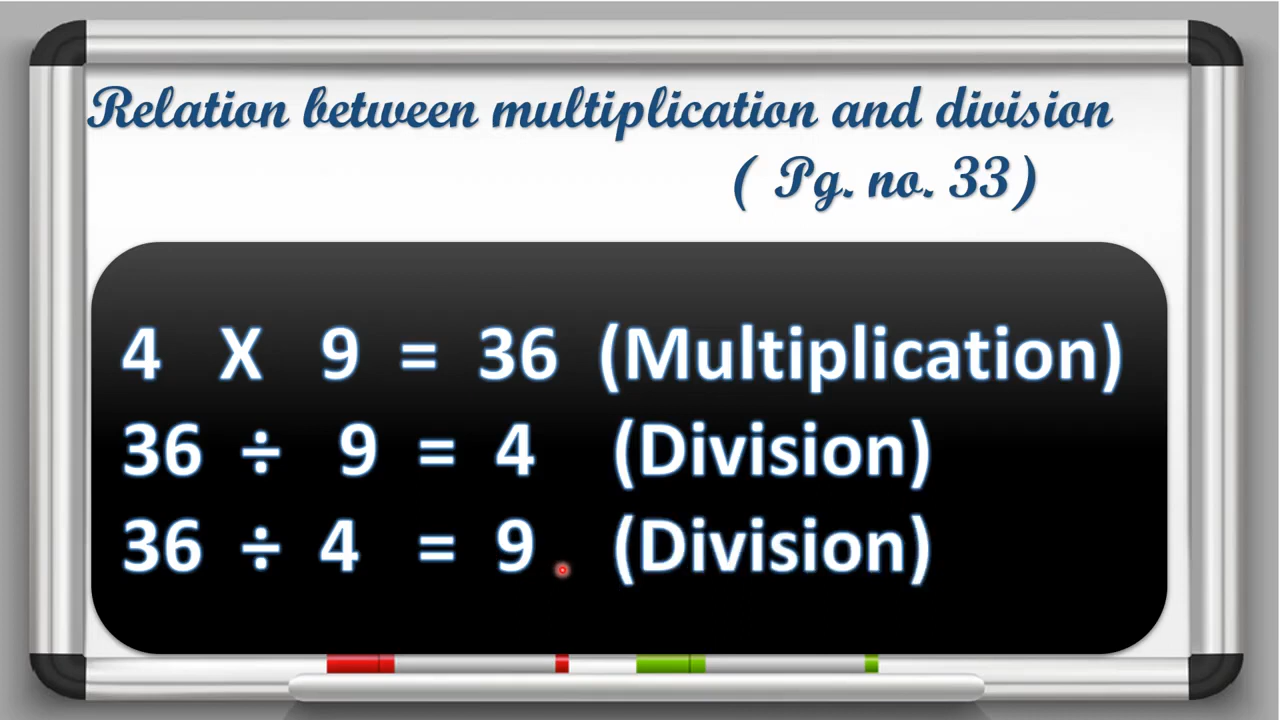 Relation between multiplication and division
( Pg. no. 33)
4 X 9 = 36 (Multiplication)
36 ÷ 9 = 4 (Division)
36 ÷ 4 = 9 (Division)